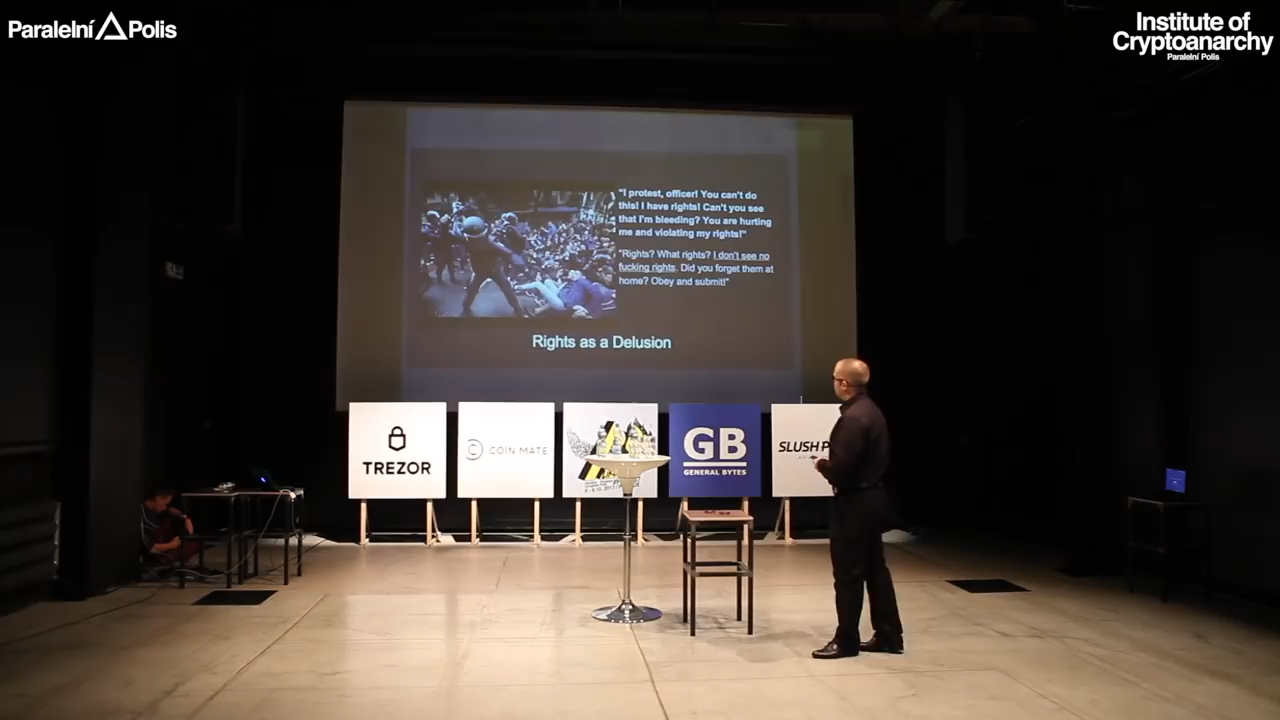 Paralelní Polis
Institute of
Cryptoanarchy
Paralelní Polis
"I protest, officer! You can't do
this! I have rights! Can't you see
that I'm bleeding? You are hurting
me and violating my rights!"
"Rights? What rights? I don't see no
fucking rights. Did you forget them at
home? Obey and submit!"
Rights as a Delusion
TREZOR
COIN MATE
GB
GENERAL BYTES
SLUSH P